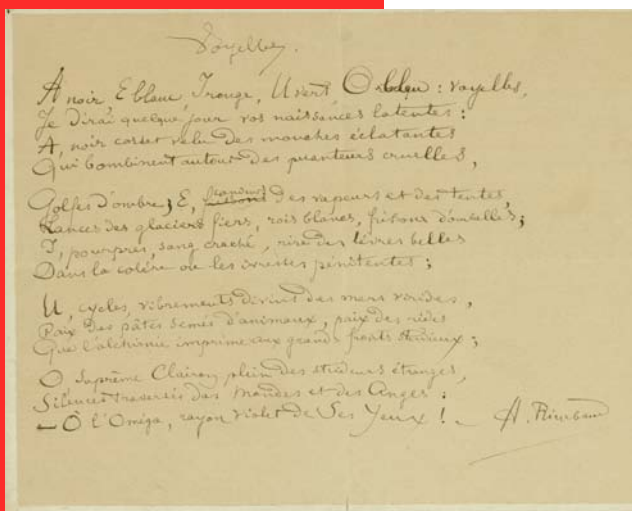 Voyelles.
A noir, E blanc, I rouge, U vert, O bleu : voyelles,
Je dirai quelque jour vos naissances latentes :
A, noir corset velu des mouches éclatantes
Qui bombinent autour des puanteurs cruelles,
Golfes d'ombre ; E, candeurs des vapeurs et des tentes,
Lances des glaciers fiers, rois blancs, frissons d'ombelles ;
I, pourpres, sang craché, rire des lèvres belles
Dans la colère ou les ivresses pénitentes ;
U, cycles, vibrements divins des mers virides,
Paix des pâtis semés d'animaux, paix des rides
Que l'alchimie imprime aux grands fronts studieux ;
O, Suprême Clairon plein des strideurs étranges,
Silences traversés des Mondes et des Anges :
— O l'Oméga, rayon violet de Ses Yeux ! —
A. Rimbaud